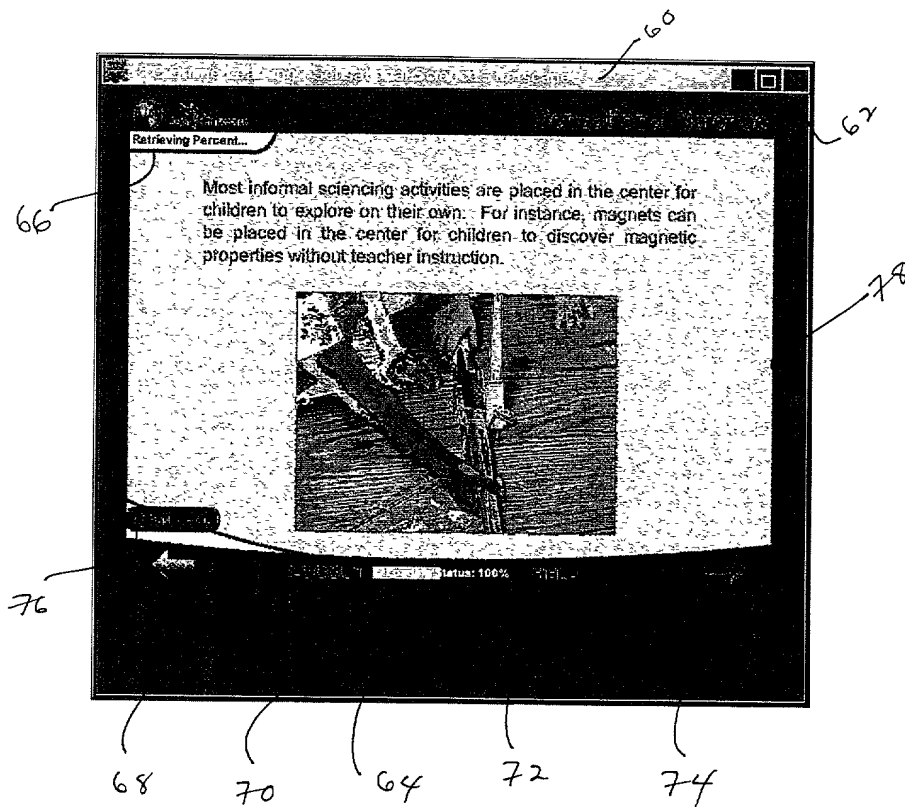 60
62
Retrieving Percent...
66
Most informal sciencing activities are placed in the center for
children to explore on their own. For instance, magnets can
be placed in the center for children to discover magnetic
properties without teacher instruction.
78
Status: 100%
76
68
70
64
72
74